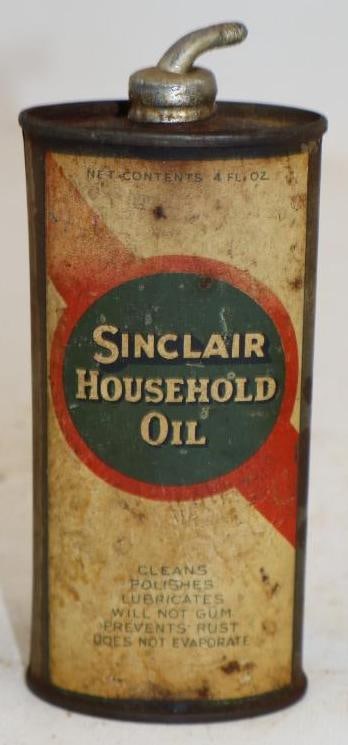 NET CONTENTS 4 FL. OZ.
SINCLAIR
HOUSEHOLD
OIL
CLEANS
POLISHES
LUBRICATES
WILL NOT GUM
PREVENTS RUST
DOES NOT EVAPORATE